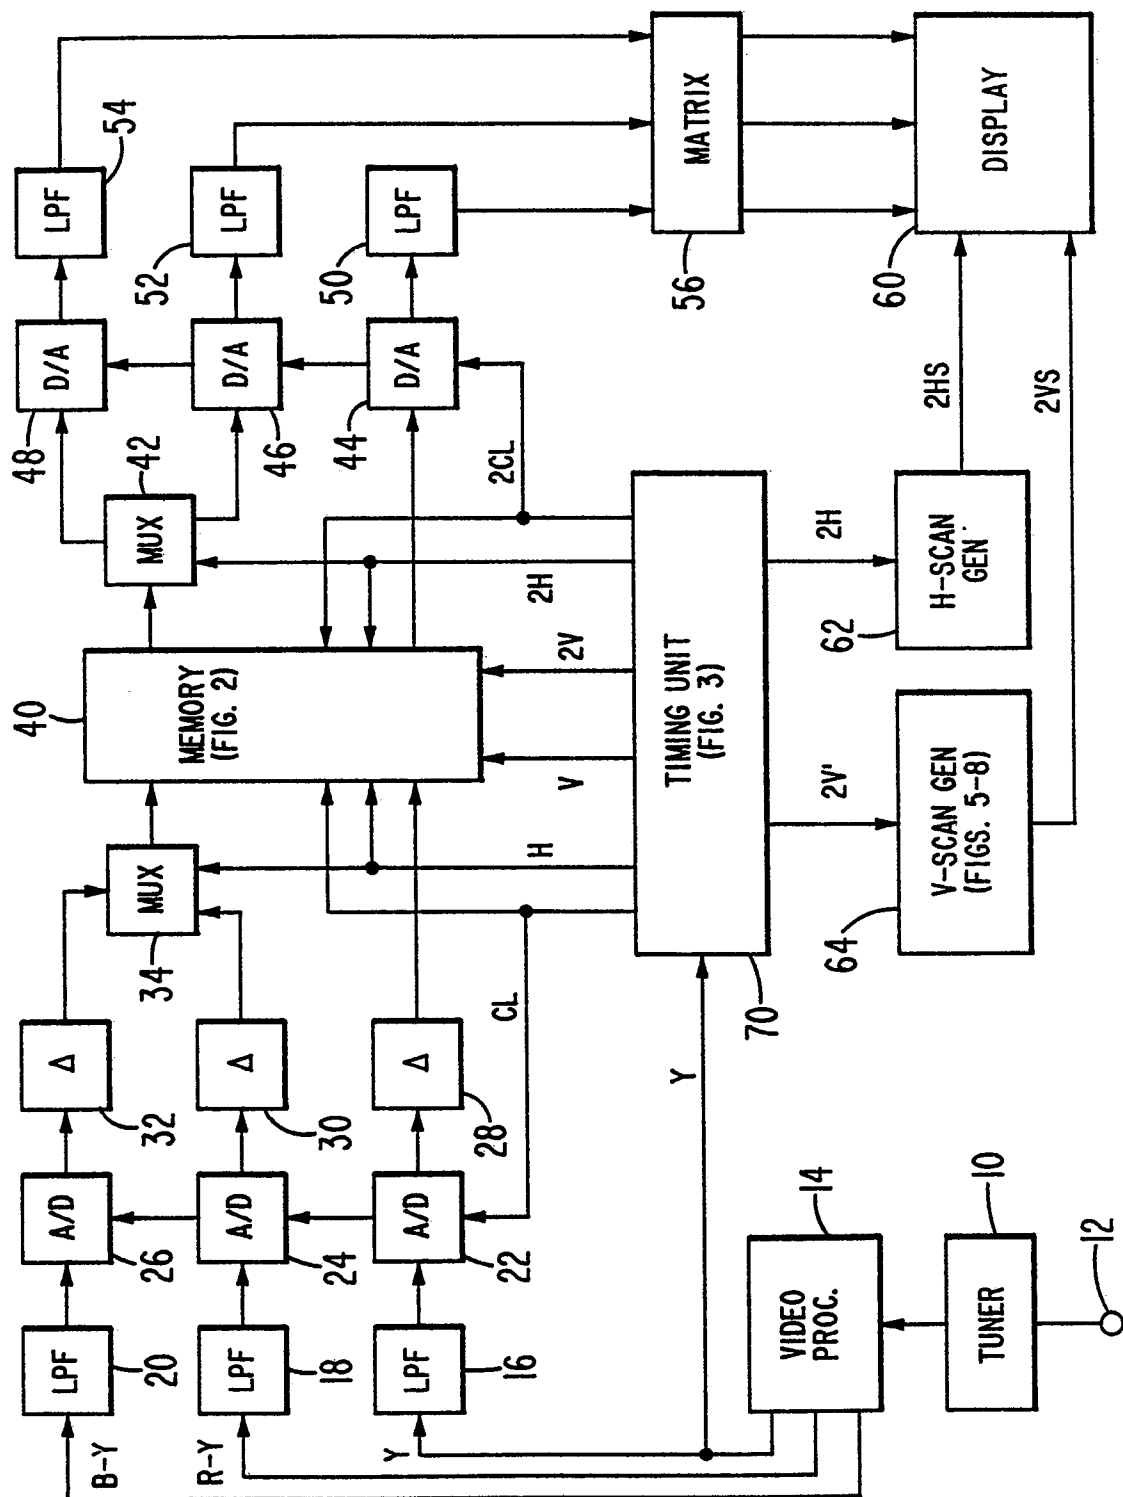 B-Y
LPF
20
A/D
26
Δ
32
MUX
34
R-Y
LPF
18
A/D
24
Δ
30
Y
LPF
16
A/D
22
Δ
28
CL
H
V
2V
2H
2CL
MEMORY
(FIG. 2)
40
MUX
42
D/A
48
LPF
54
D/A
46
LPF
52
D/A
44
LPF
50
MATRIX
56
DISPLAY
60
2HS
2VS
TIMING UNIT
(FIG. 3)
70
Y
2V'
2H
V-SCAN GEN
(FIGS. 5-8)
64
H-SCAN
GEN
62
VIDEO
PROC.
14
TUNER
10
12